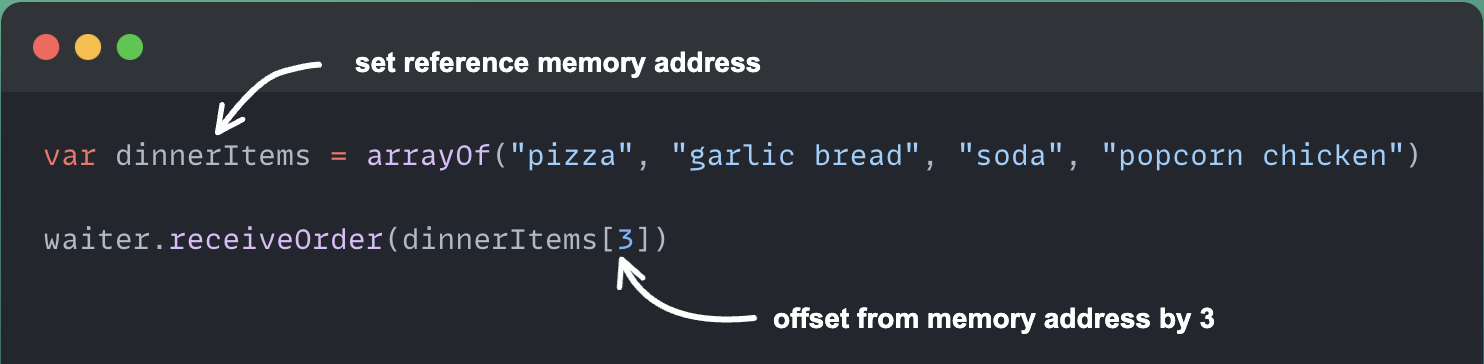 set reference memory address
var dinnerItems = arrayOf("pizza", "garlic bread", "soda", "popcorn chicken")
waiter.receiveOrder(dinnerItems[3])
offset from memory address by 3